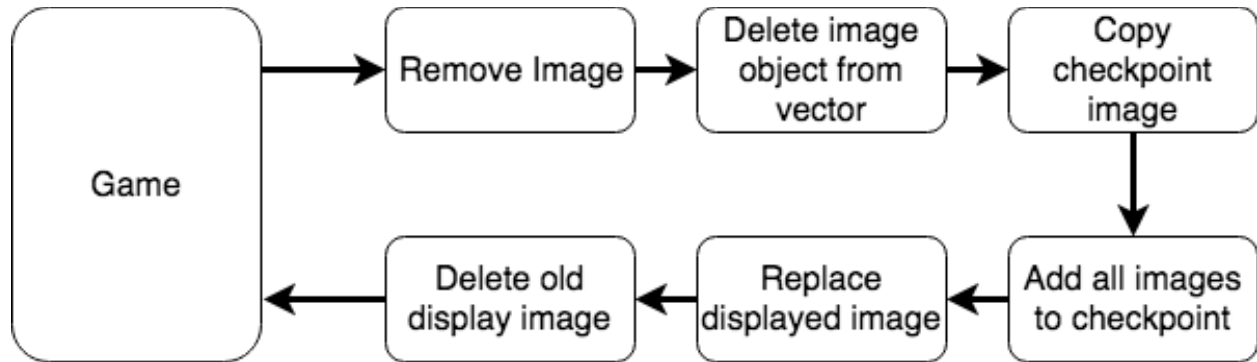 Game
Remove Image
Delete image
object from
vector
Copy
checkpoint
image
Add all images
to checkpoint
Replace
displayed image
Delete old
display image